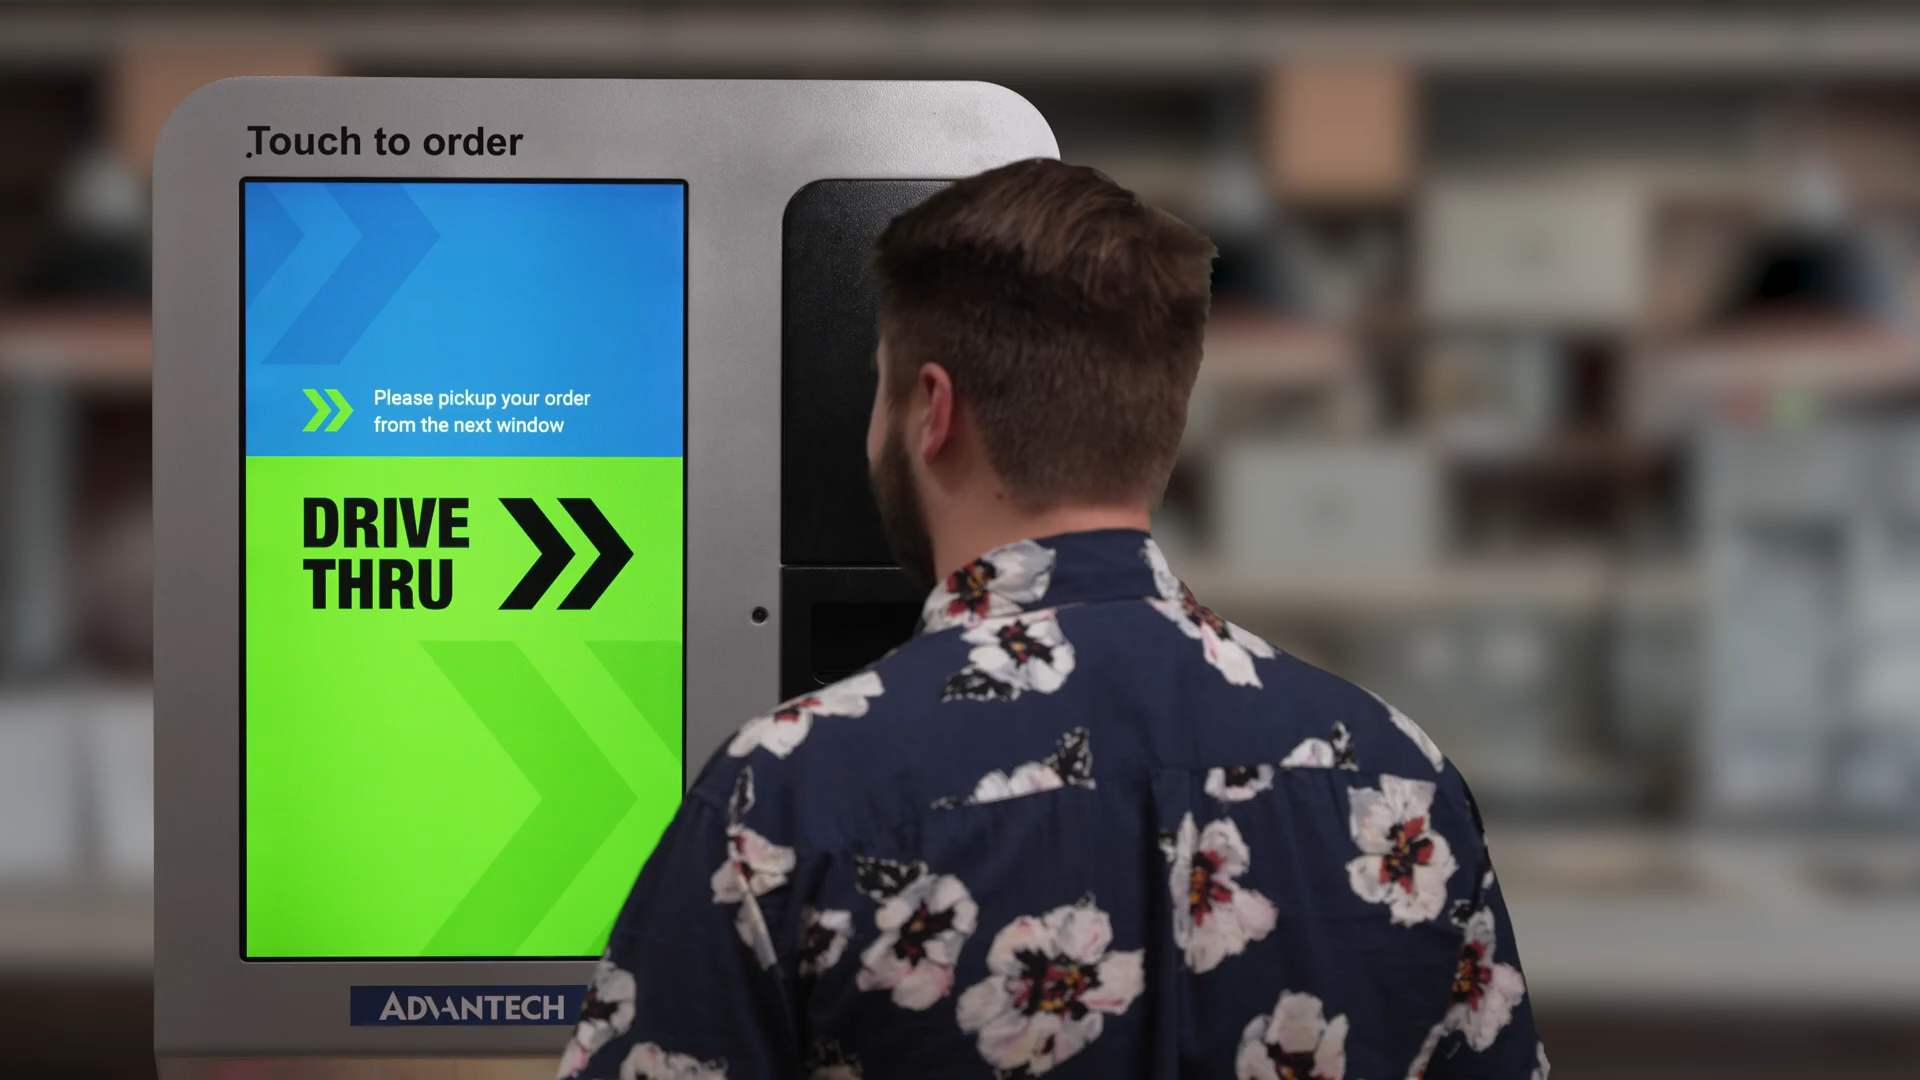 Touch to order
Please pickup your order
from the next window
DRIVE
THRU
ADVANTECH